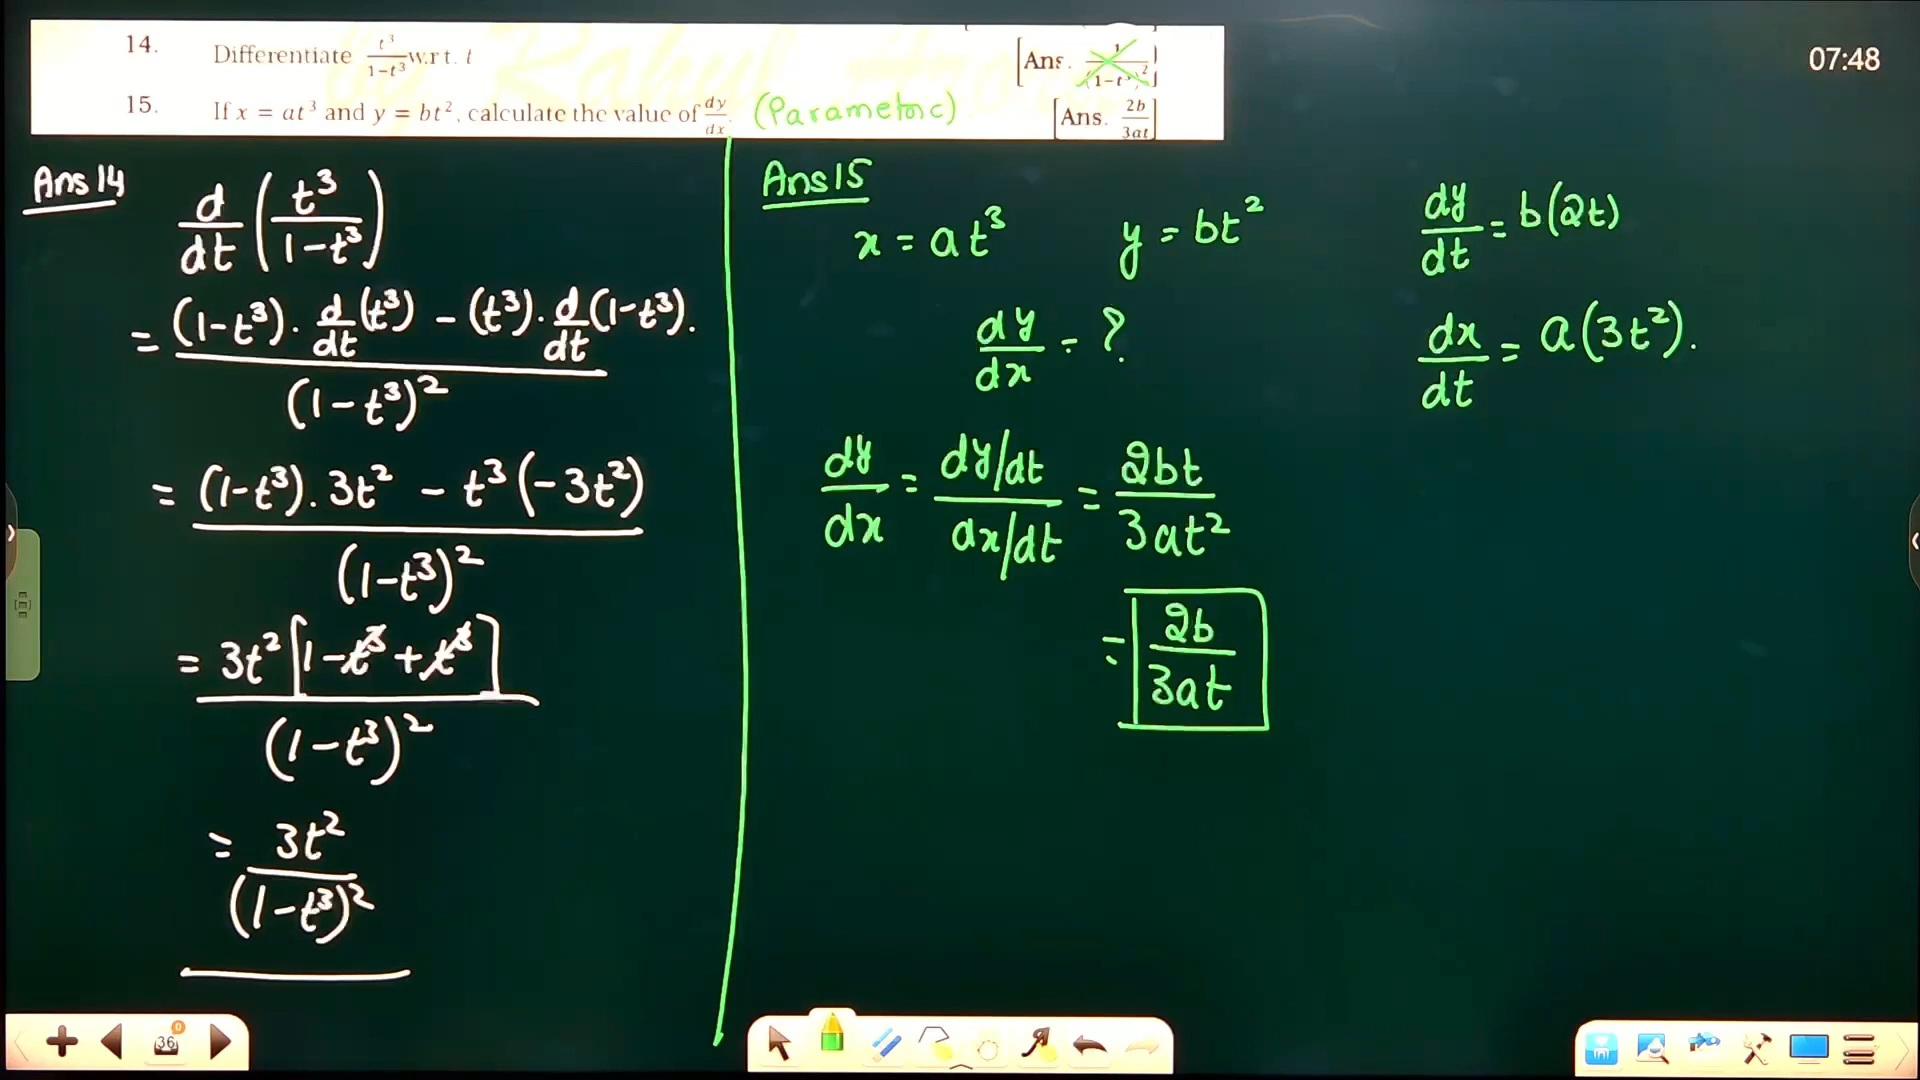 14. Differentiate t³/1−t³ w.r t. t [Ans.
15. If x = at³ and y = bt², calculate the value of dy/dx. (Parametric) [Ans. 2b/3at]
07:48
Ans 14
d/dt (t³/1−t³)
= (1−t³). d/dt (t³) − (t³). d/dt (1−t³). / (1−t³)²
= (1−t³). 3t² − t³(−3t²) / (1−t³)²
= 3t² [1−t³ + t³] / (1−t³)²
= 3t² / (1−t³)²
Ans 15
x = at³ y = bt²
dy/dx = ?
dy/dx = dy/dt / dx/dt = 2bt / 3at²
= 2b / 3at
dy/dt = b(2t)
dx/dt = a(3t²).
36
0